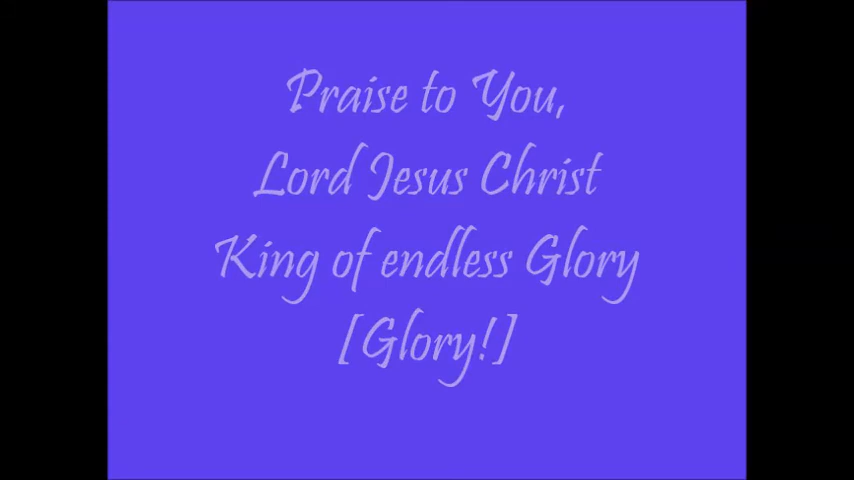 Praise to You,
Lord Jesus Christ
King of endless Glory
[Glory!]